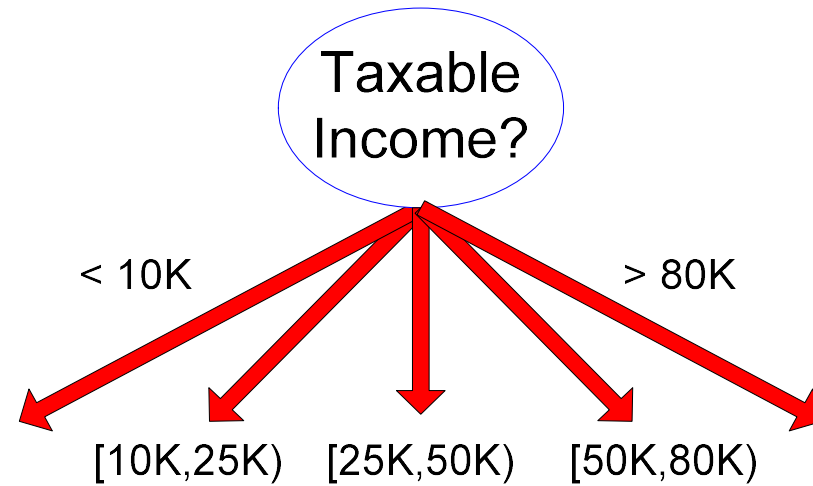 Taxable
Income?
< 10K
> 80K
[10K,25K)
[25K,50K)
[50K,80K)